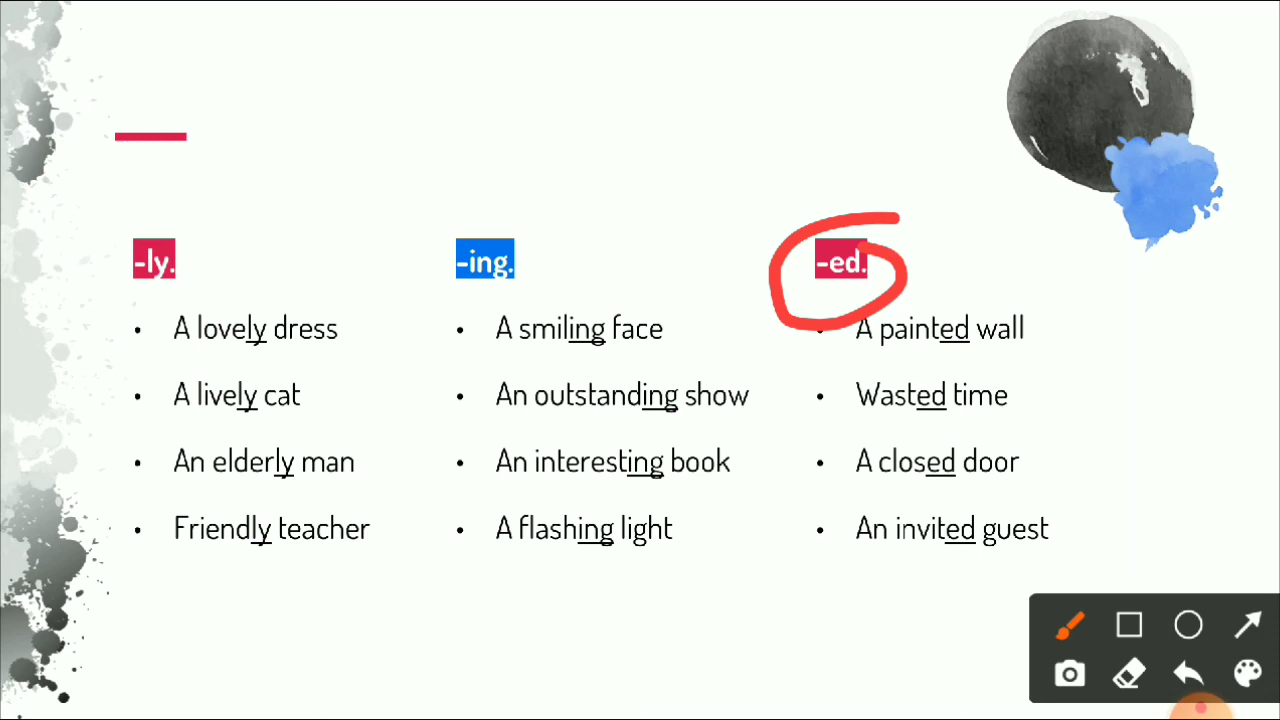 -ly.
• A lovely dress
• A lively cat
• An elderly man
• Friendly teacher
-ing.
• A smiling face
• An outstanding show
• An interesting book
• A flashing light
-ed.
• A painted wall
• Wasted time
• A closed door
• An invited guest